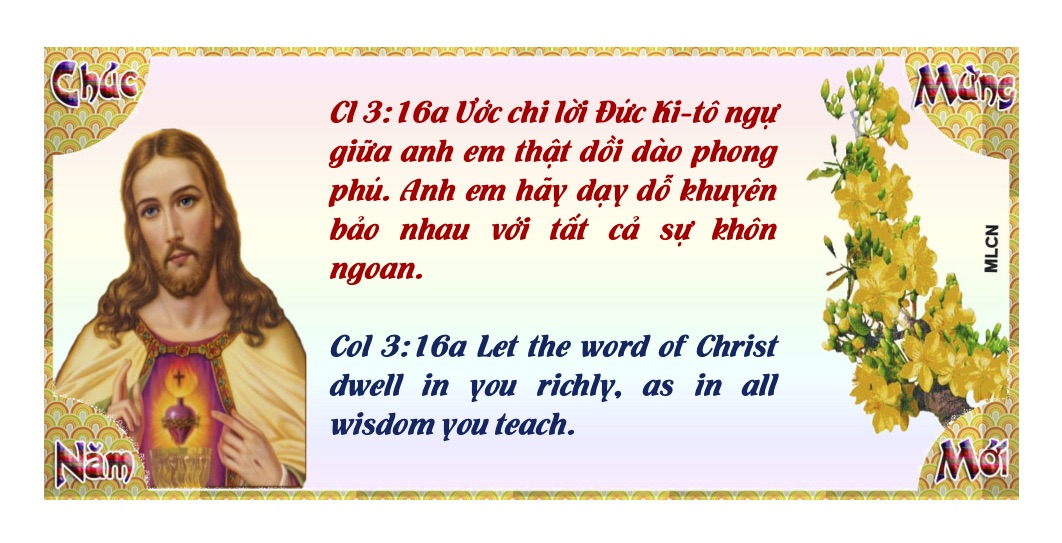 Chúc
Mừng
Cl 3:16a Ước chi lời Đức Ki-tô ngự
giữa anh em thật dồi dào phong
phú. Anh em hãy dạy dỗ khuyên
bảo nhau với tất cả sự khôn
ngoan.
Col 3:16a Let the word of Christ
dwell in you richly, as in all
wisdom you teach.
MLCN
Năm
Mới